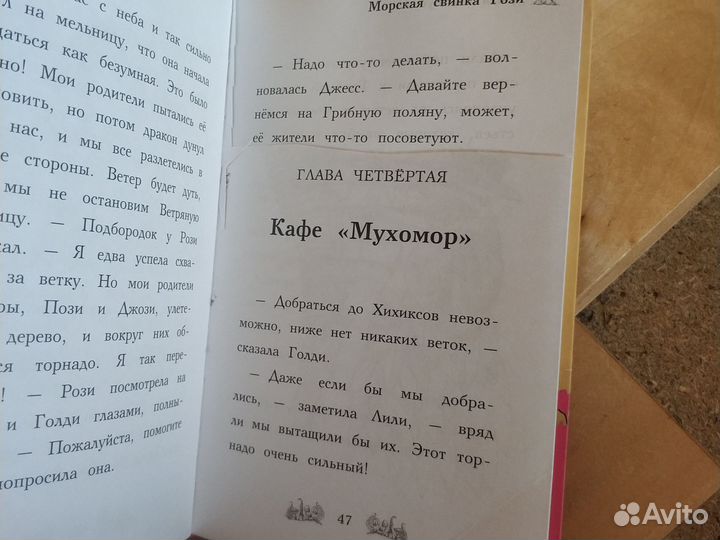 с неба и так сильно
на мельницу, что она начала
как безумная. Это было
Мои родители пытались её
но потом дракон дунул
нас, и мы все разлетелись в
стороны. Ветер будет дуть,
мы не остановим Ветряную
— Подбородок у Рози
— Я едва успела схва-
за ветку. Но мои родители
Пози и Джози, улете-
дерево, и вокруг них об-
торнадо. Я так пере-
! — Рози посмотрела на
и Голди глазами, полны-
— Пожалуйста, помогите
попросила она.
Морская свинка Рози
— Надо что-то делать, — вол-
новалась Джесс. — Давайте вер-
нёмся на Грибную поляну, может,
её жители что-то посоветуют.
ГЛАВА ЧЕТВЁРТАЯ
Кафе «Мухомор»
— Добраться до Хихиксов невоз-
можно, ниже нет никаких веток, —
сказала Голди.
— Даже если бы мы добра-
лись, — заметила Лили, — вряд
ли мы вытащили бы их. Этот тор-
надо очень сильный!
47
Avito